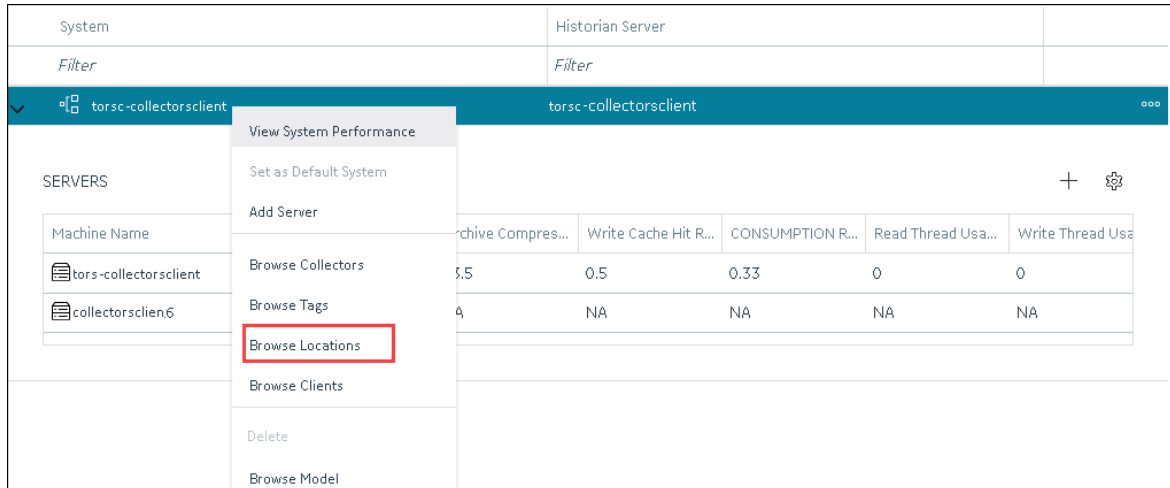 System Historian Server
Filter Filter
torsc-collectorsclient torsc-collectorsclient
View System Performance
Set as Default System
SERVERS
Add Server
Machine Name rchive Compres... Write Cache Hit R... CONSUMPTION R... Read Thread Usa... Write Thread Usa
Browse Collectors
tors-collectorsclient 3.5 0.5 0.33 0 0
Browse Tags
collectorsclien,6 A NA NA NA NA
Browse Locations
Browse Clients
Delete
Browse Model